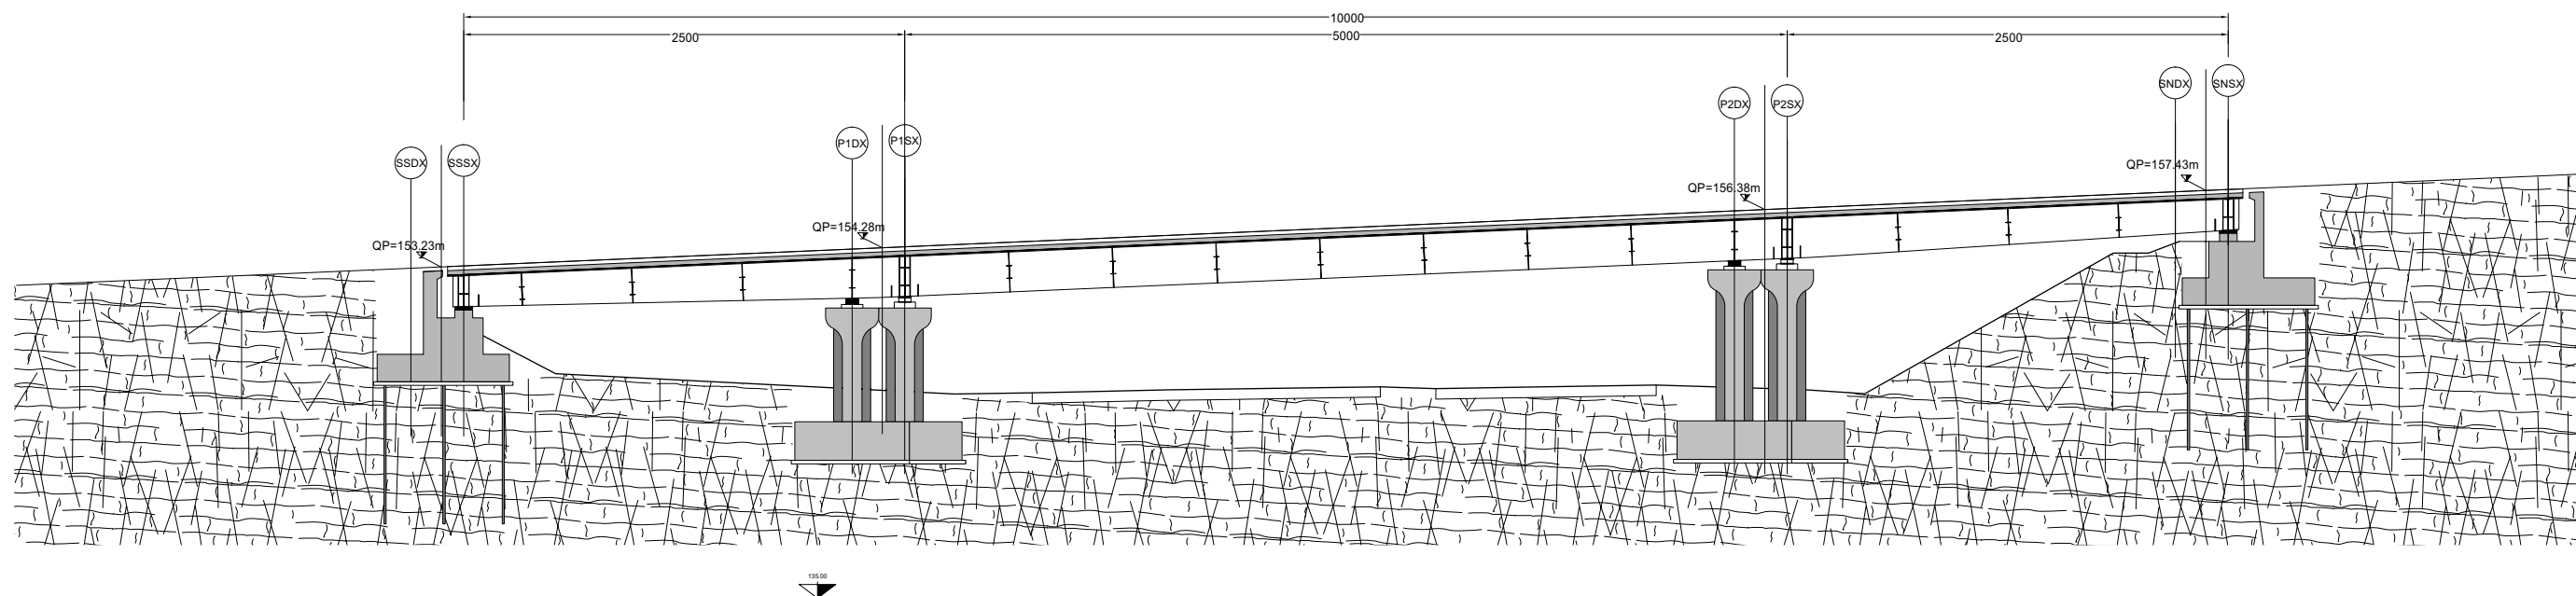 10000
2500
5000
2500
SNDX
SNSX
P2DX
P2SX
P1DX
P1SX
SSDX
SSSX
QP=157.43m
QP=156.38m
QP=154.28m
QP=153.23m
135.00